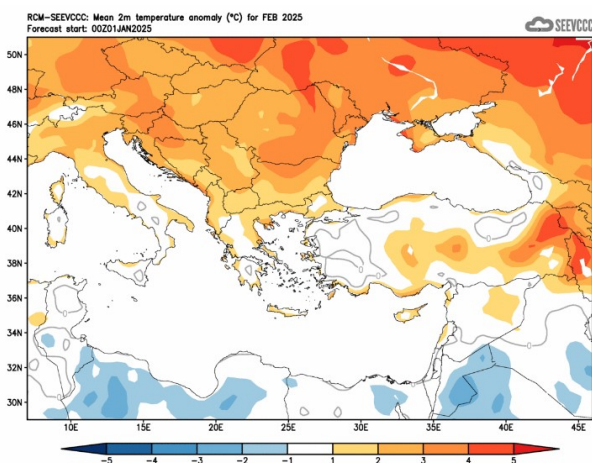 RCM-SEEVCCC: Mean 2m temperature anomaly (°C) for FEB 2025
Forecast start: 00Z01JAN2025
SEEVCCC
50N
48N
46N
44N
42N
40N
38N
36N
34N
32N
30N
10E 15E 20E 25E 30E 35E 40E 45E
-5 -4 -3 -2 -1 1 2 3 4 5